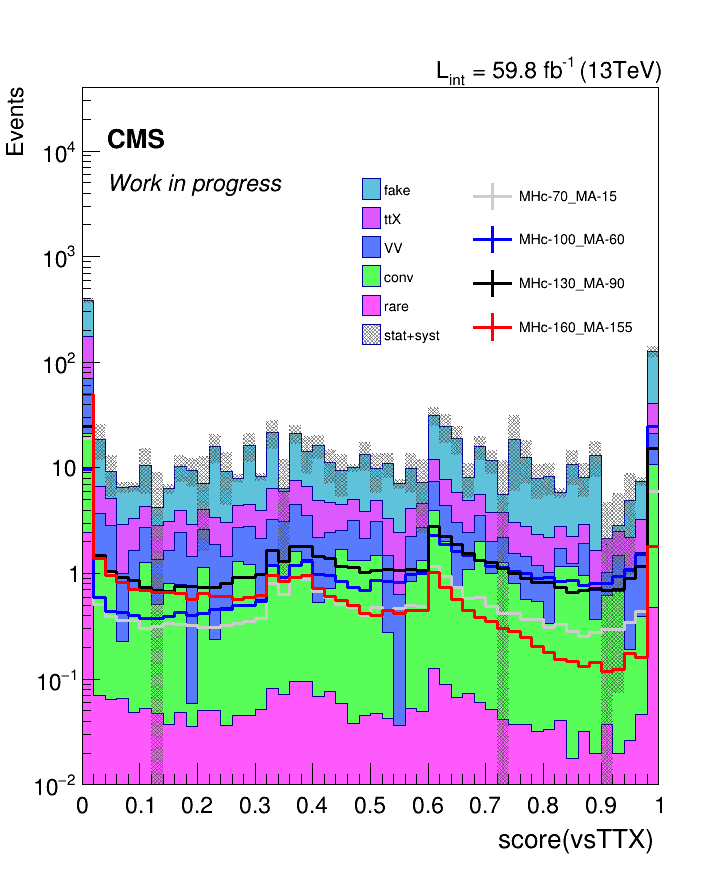 L_int = 59.8 fb^-1 (13TeV)
Events
CMS
Work in progress
fake
ttX
VV
conv
rare
stat+syst
MHc-70_MA-15
MHc-100_MA-60
MHc-130_MA-90
MHc-160_MA-155
10^4
10^3
10^2
10
1
10^−1
10^−2
0 0.1 0.2 0.3 0.4 0.5 0.6 0.7 0.8 0.9 1
score(vsTTX)